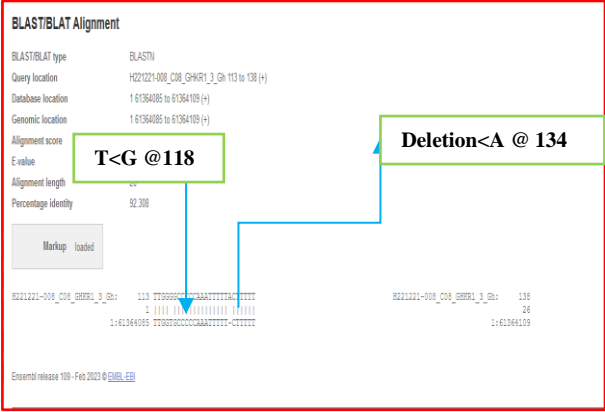 BLAST/BLAT Alignment
BLAST/BLAT type BLASTN
Query location H221221-008_C08_GHKR1_3_Gh 113 to 138 (+)
Database location 1 61364085 to 61364109 (+)
Genomic location 1 61364085 to 61364109 (+)
Alignment score
Deletion<A @ 134
T<G @118
E-value
Alignment length
Percentage identity 92.308
Markup loaded
H221221-008_C08_GHKR1_3_Gh: 113 H221221-008_C08_GHKR1_3_Gh: 138
1 |||| ||||||||||||||| |||||| 26
1:61364085 TTGGTGCCCCCAAATTTTT-CTTTTT 1:61364109
Ensembl release 109 - Feb 2023 © EMBL-EBI